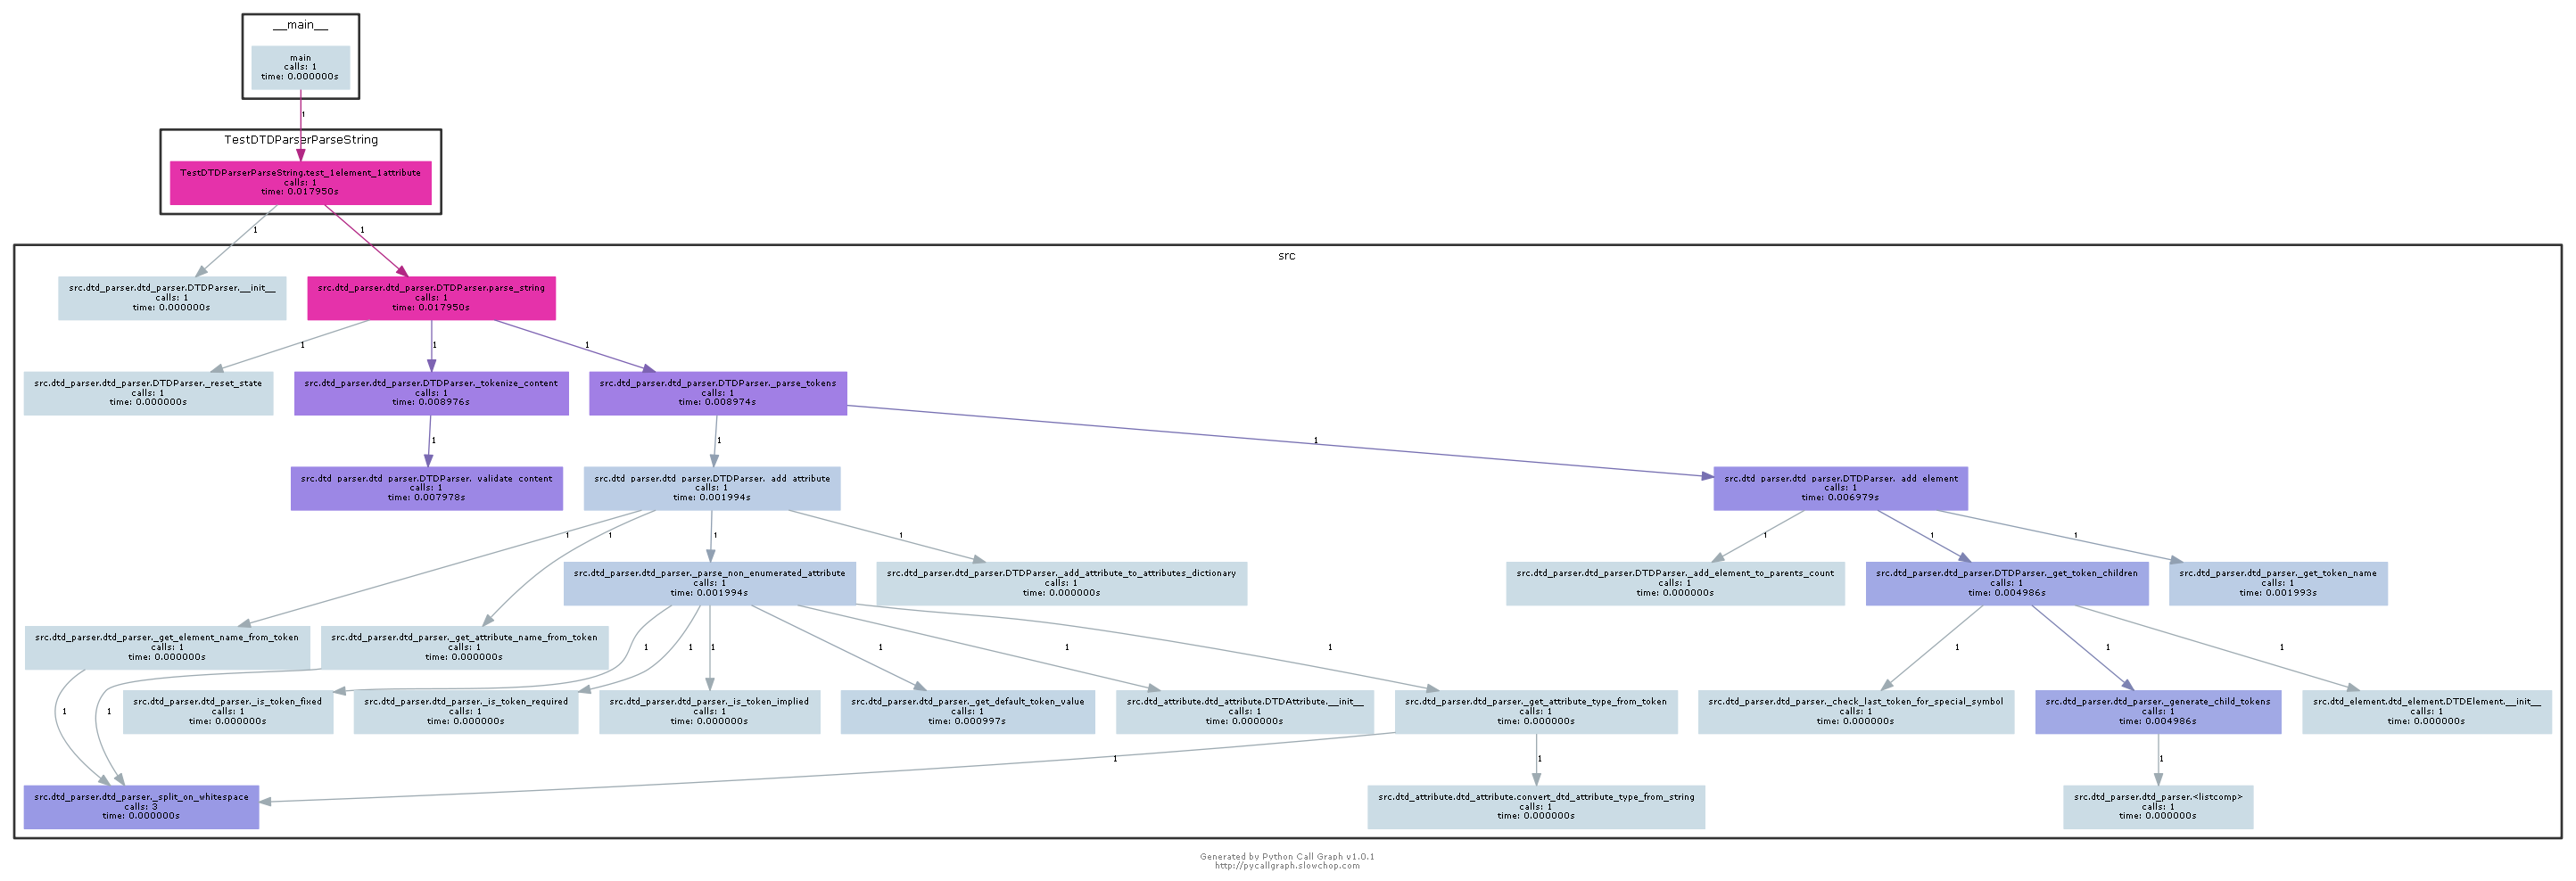 __main__
main
calls: 1
time: 0.000000s
1
TestDTDParserParseString
TestDTDParserParseString.test_1element_1attribute
calls: 1
time: 0.017950s
1
1
src
src.dtd_parser.dtd_parser.DTDParser.__init__
calls: 1
time: 0.000000s
src.dtd_parser.dtd_parser.DTDParser.parse_string
calls: 1
time: 0.017950s
1
1
1
src.dtd_parser.dtd_parser.DTDParser._reset_state
calls: 1
time: 0.000000s
src.dtd_parser.dtd_parser.DTDParser._tokenize_content
calls: 1
time: 0.008976s
src.dtd_parser.dtd_parser.DTDParser._parse_tokens
calls: 1
time: 0.008974s
1
1
1
src.dtd_parser.dtd_parser.DTDParser._validate_content
calls: 1
time: 0.007978s
src.dtd_parser.dtd_parser.DTDParser._add_attribute
calls: 1
time: 0.001994s
src.dtd_parser.dtd_parser.DTDParser._add_element
calls: 1
time: 0.006979s
1
1
1
1
1
1
1
src.dtd_parser.dtd_parser._parse_non_enumerated_attribute
calls: 1
time: 0.001994s
src.dtd_parser.dtd_parser.DTDParser._add_attribute_to_attributes_dictionary
calls: 1
time: 0.000000s
src.dtd_parser.dtd_parser.DTDParser._add_element_to_parents_count
calls: 1
time: 0.000000s
src.dtd_parser.dtd_parser.DTDParser._get_token_children
calls: 1
time: 0.004986s
src.dtd_parser.dtd_parser._get_token_name
calls: 1
time: 0.001993s
src.dtd_parser.dtd_parser._get_element_name_from_token
calls: 1
time: 0.000000s
src.dtd_parser.dtd_parser._get_attribute_name_from_token
calls: 1
time: 0.000000s
1
1
1
1
1
1
1
1
1
src.dtd_parser.dtd_parser._is_token_fixed
calls: 1
time: 0.000000s
src.dtd_parser.dtd_parser._is_token_required
calls: 1
time: 0.000000s
src.dtd_parser.dtd_parser._is_token_implied
calls: 1
time: 0.000000s
src.dtd_parser.dtd_parser._get_default_token_value
calls: 1
time: 0.000997s
src.dtd_attribute.dtd_attribute.DTDAttribute.__init__
calls: 1
time: 0.000000s
src.dtd_parser.dtd_parser._get_attribute_type_from_token
calls: 1
time: 0.000000s
src.dtd_parser.dtd_parser._check_last_token_for_special_symbol
calls: 1
time: 0.000000s
src.dtd_parser.dtd_parser._generate_child_tokens
calls: 1
time: 0.004986s
src.dtd_element.dtd_element.DTDElement.__init__
calls: 1
time: 0.000000s
1
1
1
1
1
src.dtd_parser.dtd_parser._split_on_whitespace
calls: 3
time: 0.000000s
src.dtd_attribute.dtd_attribute.convert_dtd_attribute_type_from_string
calls: 1
time: 0.000000s
src.dtd_parser.dtd_parser.&lt;listcomp&gt;
calls: 1
time: 0.000000s
Generated by Python Call Graph v1.0.1
http://pycallgraph.slowchop.com